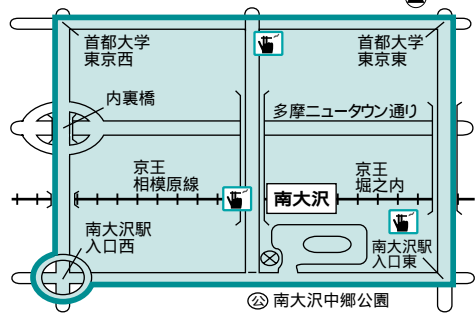 首都大学
東京西
首都大学
東京東
内裏橋
多摩ニュータウン通り
京王
相模原線
京王
堀之内
南大沢
南大沢駅
入口西
南大沢駅
入口東
公 南大沢中郷公園